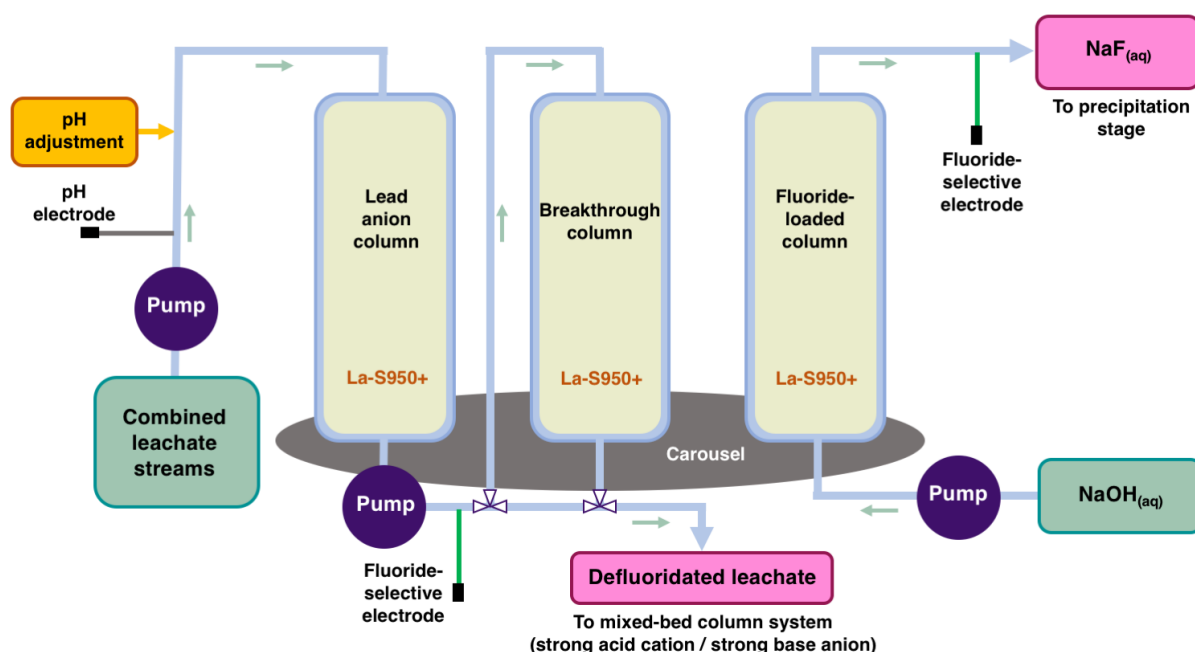 pH
adjustment
pH
electrode
Pump
Combined
leachate
streams
Lead
anion
column
La-S950+
Breakthrough
column
La-S950+
Fluoride-
loaded
column
La-S950+
Carousel
Pump
Fluoride-
selective
electrode
Defluoridated leachate
To mixed-bed column system
(strong acid cation / strong base anion)
NaF(aq)
To precipitation
stage
Fluoride-
selective
electrode
Pump
NaOH(aq)